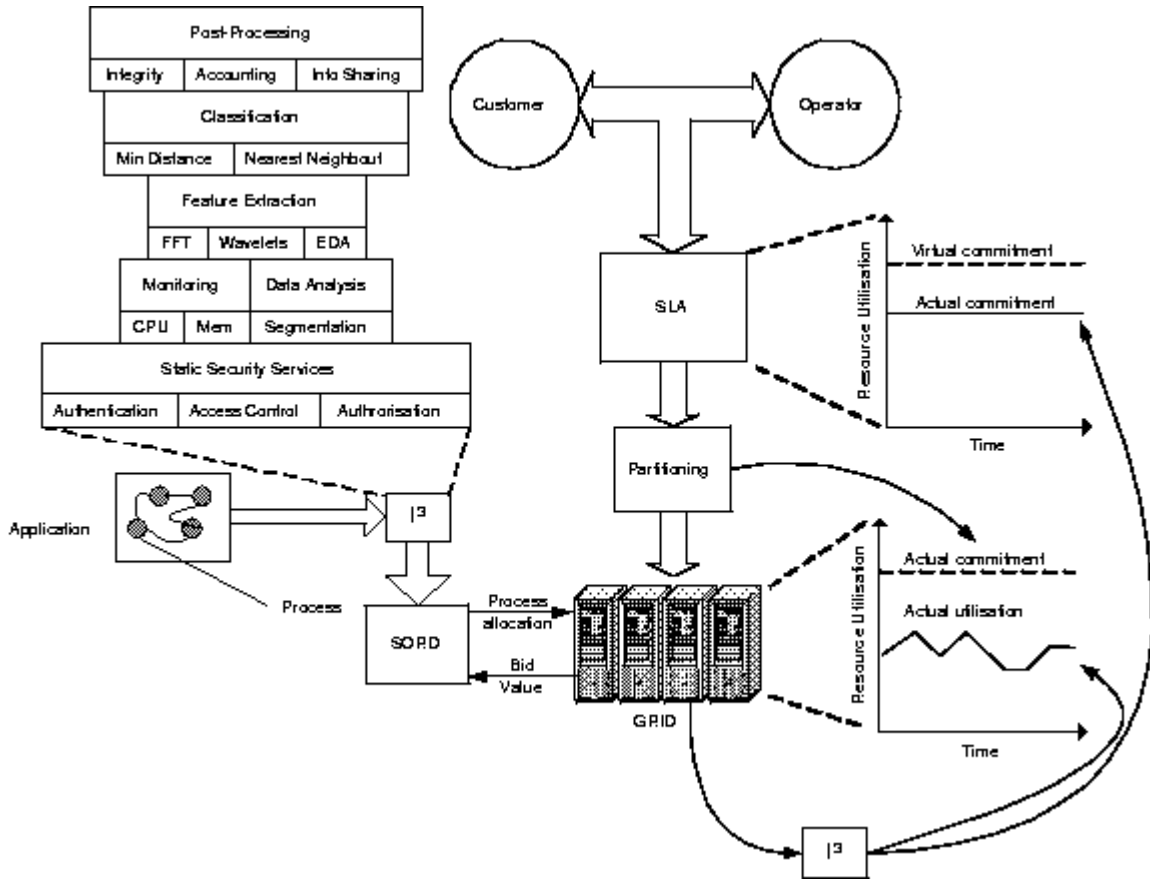 Post-Processing
Integrity
Accounting
Info Sharing
Classification
Min Distance
Nearest Neighbout
Feature Extraction
FFT
Wavelets
EDA
Monitoring
Data Analysis
CPU
Mem
Segmentation
Static Security Services
Authentication
Access Control
Authrorisation
Application
Process
I3
SORD
Process
allocation
Bid
Value
GRID
Customer
Operator
SLA
Partitioning
Resource Utilisation
Virtual commitment
Actual commitment
Time
Resource Utilisation
Actual commitment
Actual utilisation
Time
I3